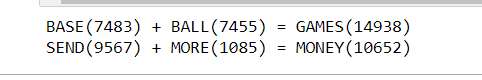 BASE(7483) + BALL(7455) = GAMES(14938)
SEND(9567) + MORE(1085) = MONEY(10652)